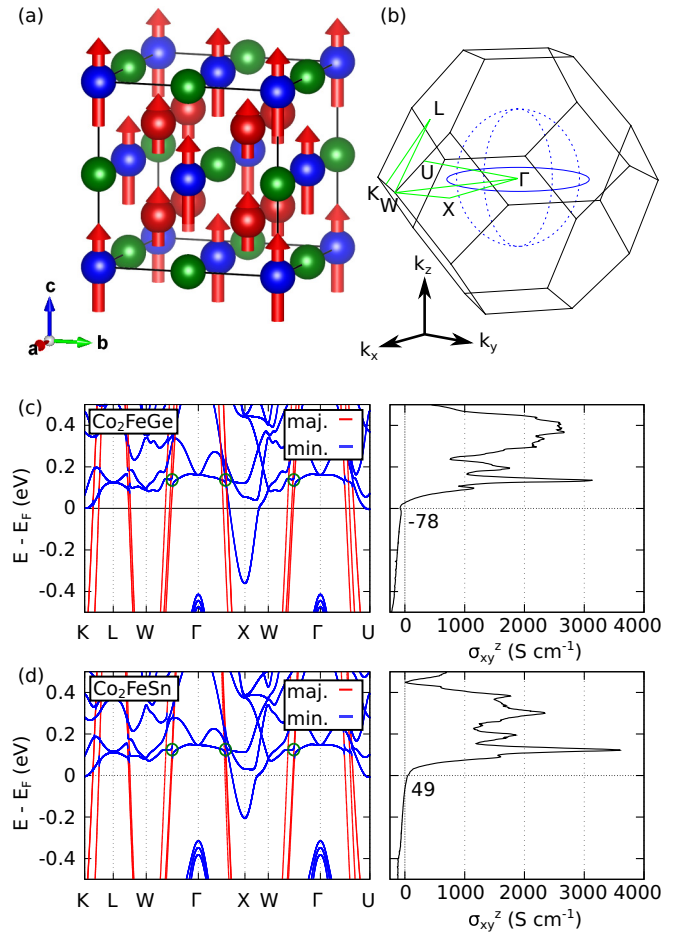 (a)
c
a
b
(b)
L
U
Γ
K
W
X
k_z
k_x
k_y
(c)
Co₂FeGe
maj.
min.
E - E_F (eV)
0.4
0.2
0
-0.2
-0.4
K L W Γ X W Γ U
-78
0 1000 2000 3000 4000
σ_xy^z (S cm⁻¹)
(d)
Co₂FeSn
maj.
min.
E - E_F (eV)
0.4
0.2
0
-0.2
-0.4
K L W Γ X W Γ U
49
0 1000 2000 3000 4000
σ_xy^z (S cm⁻¹)